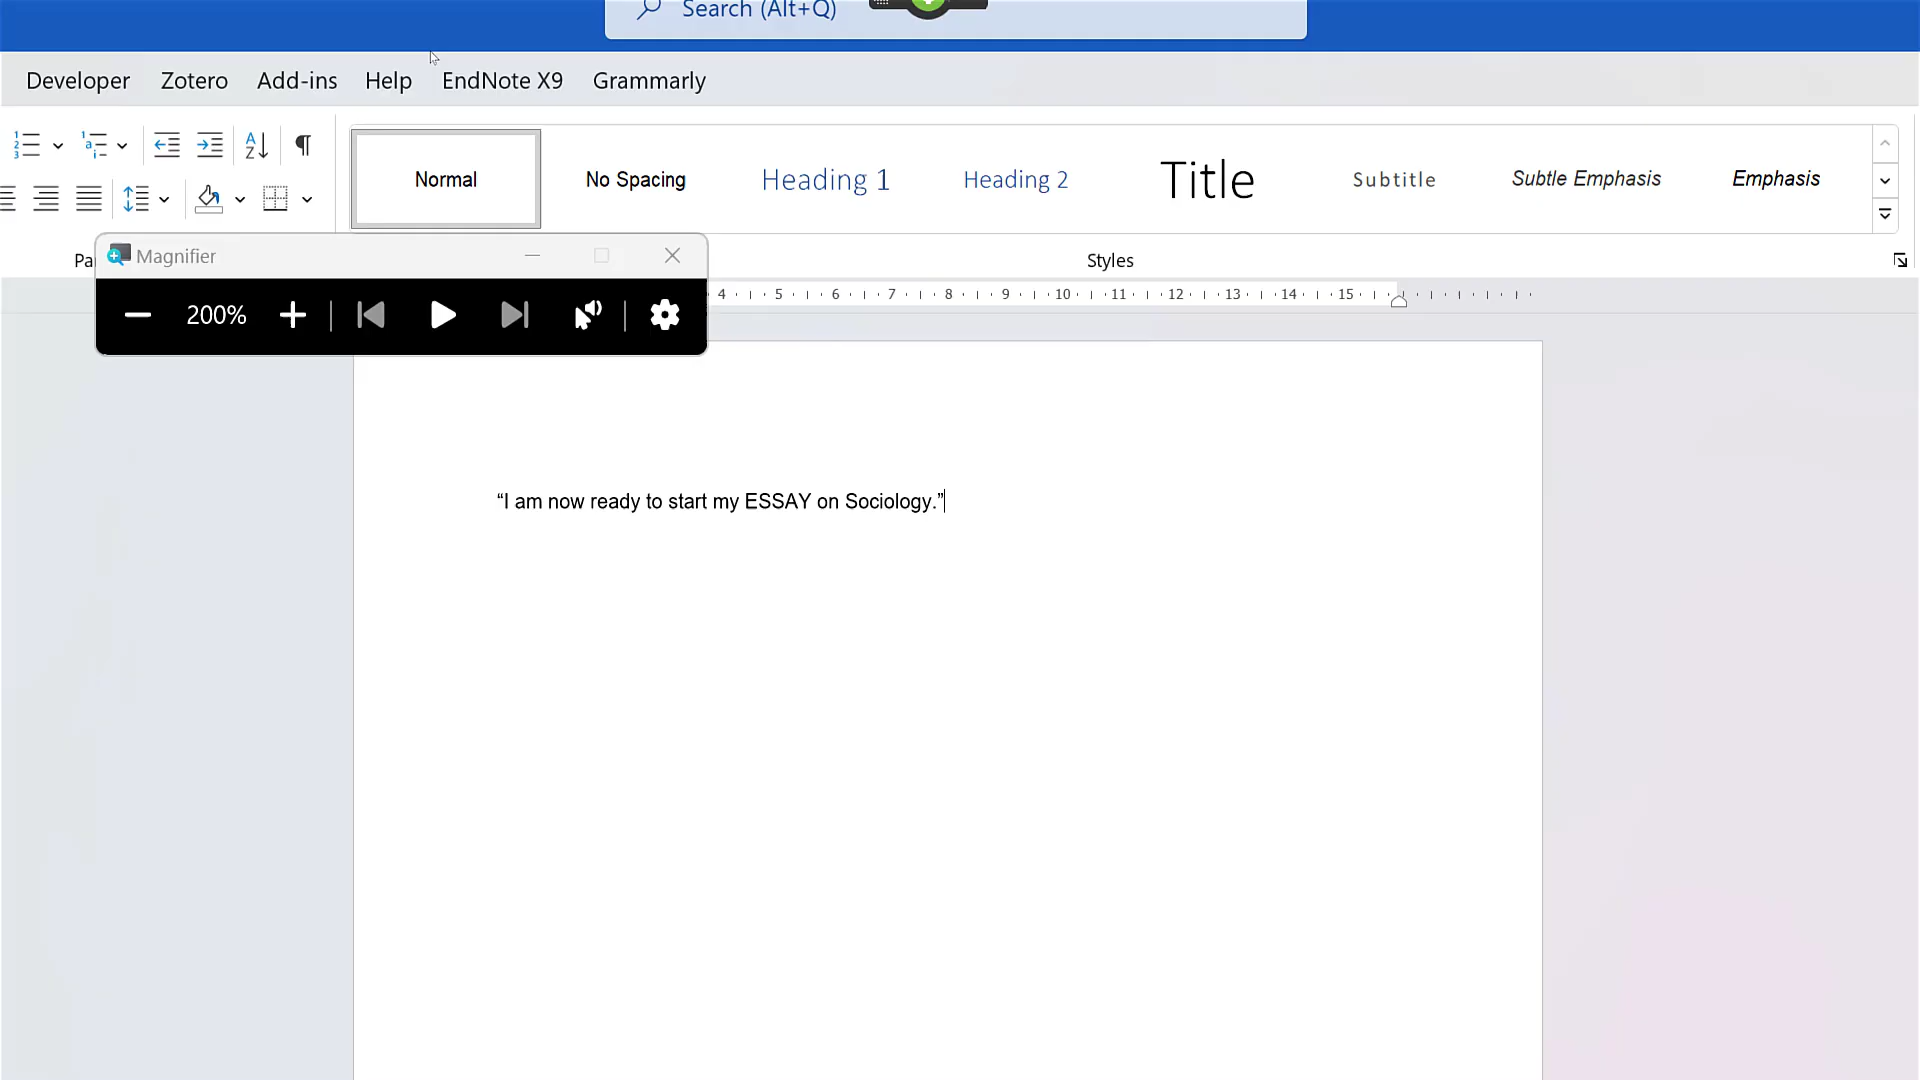 Search (Alt+Q)
Developer Zotero Add-ins Help EndNote X9 Grammarly
Normal No Spacing Heading 1 Heading 2 Title Subtitle Subtle Emphasis Emphasis
Styles
Magnifier
200%
4 5 6 7 8 9 10 11 12 13 14 15
“I am now ready to start my ESSAY on Sociology.”